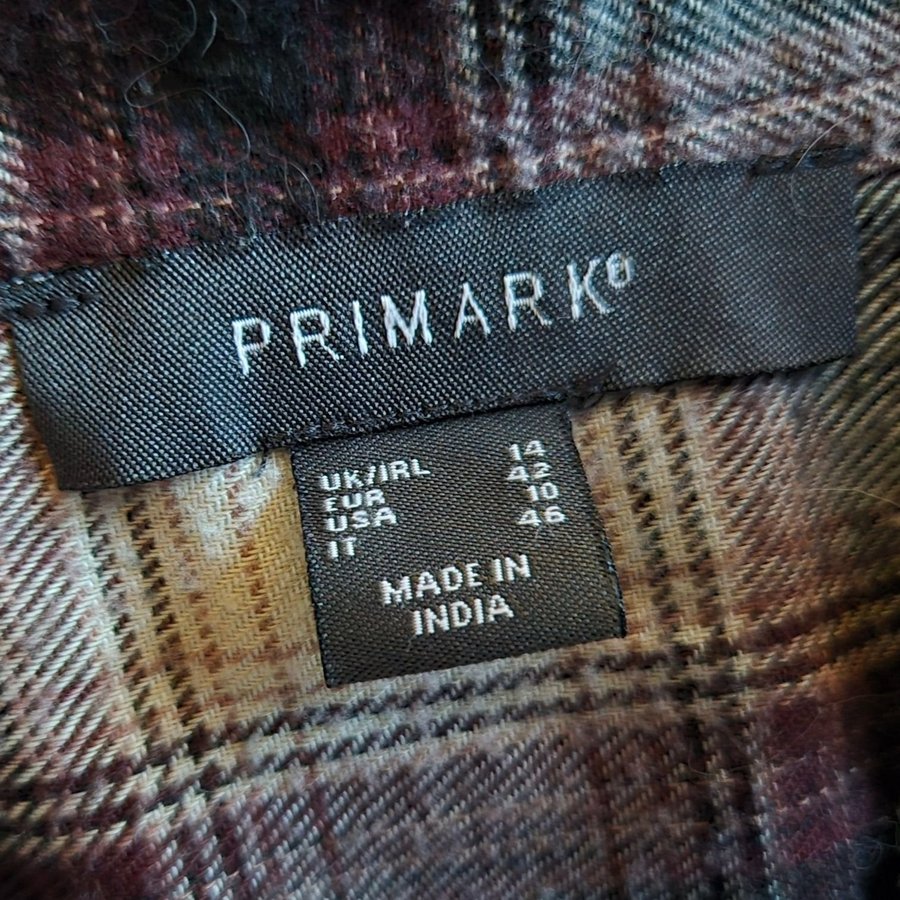 PRIMARK®
UK/IRL 14
EUR 42
USA 10
IT 46
MADE IN
INDIA